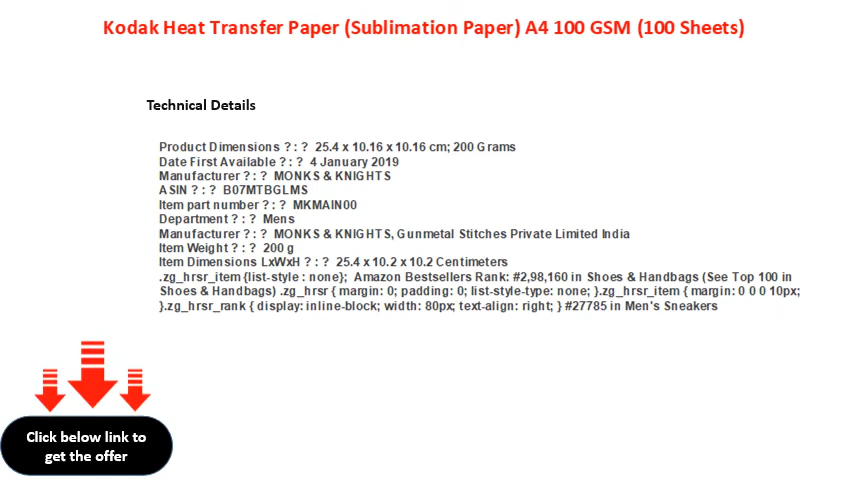 Kodak Heat Transfer Paper (Sublimation Paper) A4 100 GSM (100 Sheets)
Technical Details
Product Dimensions ? : ? 25.4 x 10.16 x 10.16 cm; 200 Grams
Date First Available ? : ? 4 January 2019
Manufacturer ? : ? MONKS & KNIGHTS
ASIN ? : ? B07MTBGLMS
Item part number ? : ? MKMAIN00
Department ? : ? Mens
Manufacturer ? : ? MONKS & KNIGHTS, Gunmetal Stitches Private Limited India
Item Weight ? : ? 200 g
Item Dimensions LxWxH ? : ? 25.4 x 10.2 x 10.2 Centimeters
.zg_hrsr_item {list-style : none}; Amazon Bestsellers Rank: #2,98,160 in Shoes & Handbags (See Top 100 in
Shoes & Handbags) .zg_hrsr { margin: 0; padding: 0; list-style-type: none; }.zg_hrsr_item { margin: 0 0 0 10px;
}.zg_hrsr_rank { display: inline-block; width: 80px; text-align: right; } #27785 in Men's Sneakers
Click below link to
get the offer